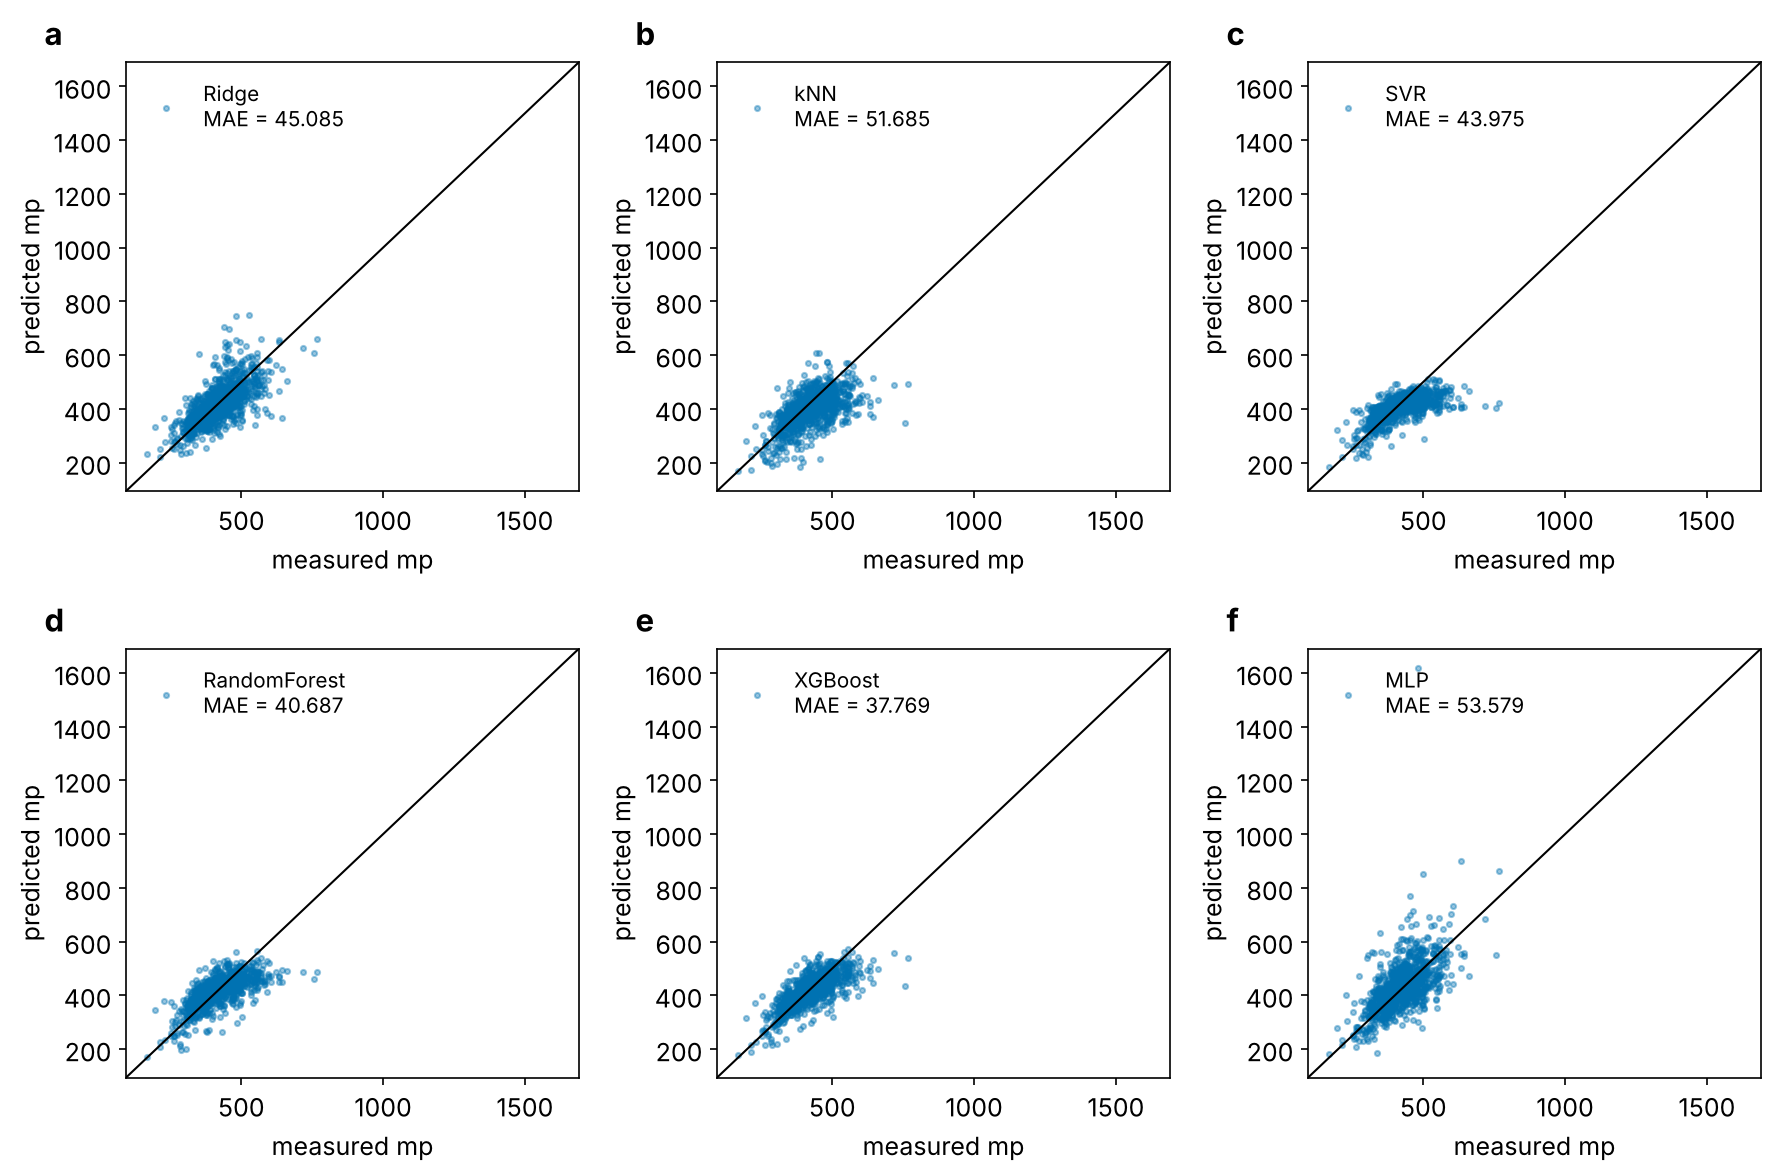 a
Ridge
MAE = 45.085
1600
1400
1200
1000
800
600
400
200
predicted mp
500 1000 1500
measured mp
b
kNN
MAE = 51.685
1600
1400
1200
1000
800
600
400
200
predicted mp
500 1000 1500
measured mp
c
SVR
MAE = 43.975
1600
1400
1200
1000
800
600
400
200
predicted mp
500 1000 1500
measured mp
d
RandomForest
MAE = 40.687
1600
1400
1200
1000
800
600
400
200
predicted mp
500 1000 1500
measured mp
e
XGBoost
MAE = 37.769
1600
1400
1200
1000
800
600
400
200
predicted mp
500 1000 1500
measured mp
f
MLP
MAE = 53.579
1600
1400
1200
1000
800
600
400
200
predicted mp
500 1000 1500
measured mp